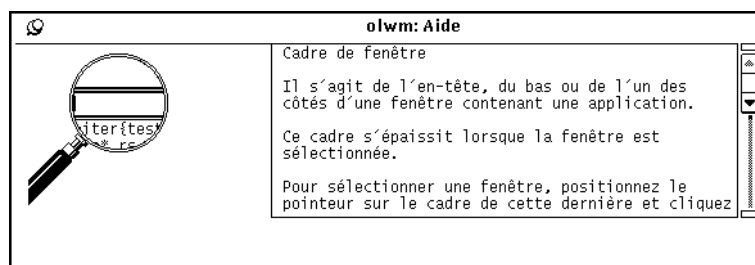 olwm: Aide
Cadre de fenêtre
Il s´agit de l´en-tête, du bas ou de l´un des
côtés d´une fenêtre contenant une application.
Ce cadre s´épaissit lorsque la fenêtre est
sélectionnée.
Pour sélectionner une fenêtre, positionnez le
pointeur sur le cadre de cette dernière et cliquez
iter{test